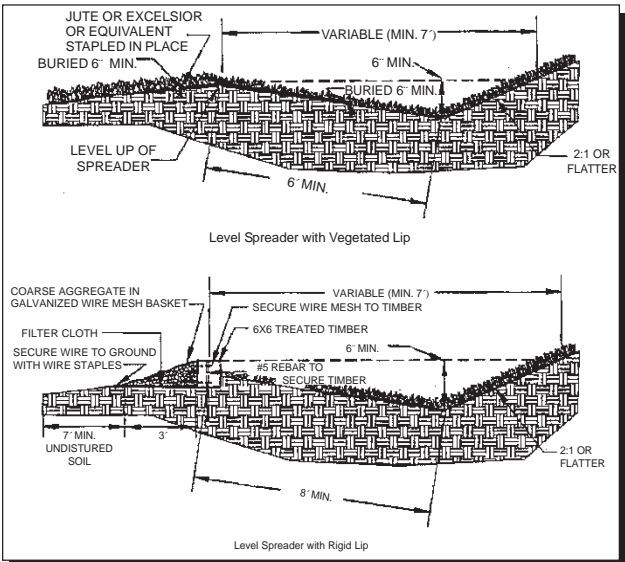 JUTE OR EXCELSIOR
OR EQUIVALENT
STAPLED IN PLACE
BURIED 6" MIN.
VARIABLE (MIN. 7')
6" MIN.
BURIED 6" MIN.
LEVEL UP OF
SPREADER
2:1 OR
FLATTER
6' MIN.
Level Spreader with Vegetated Lip
COARSE AGGREGATE IN
GALVANIZED WIRE MESH BASKET
VARIABLE (MIN. 7')
SECURE WIRE MESH TO TIMBER
FILTER CLOTH
6X6 TREATED TIMBER
SECURE WIRE TO GROUND
WITH WIRE STAPLES
6" MIN.
#5 REBAR TO
SECURE TIMBER
7' MIN.
UNDISTURED
SOIL
3'
2:1 OR
FLATTER
8' MIN.
Level Spreader with Rigid Lip